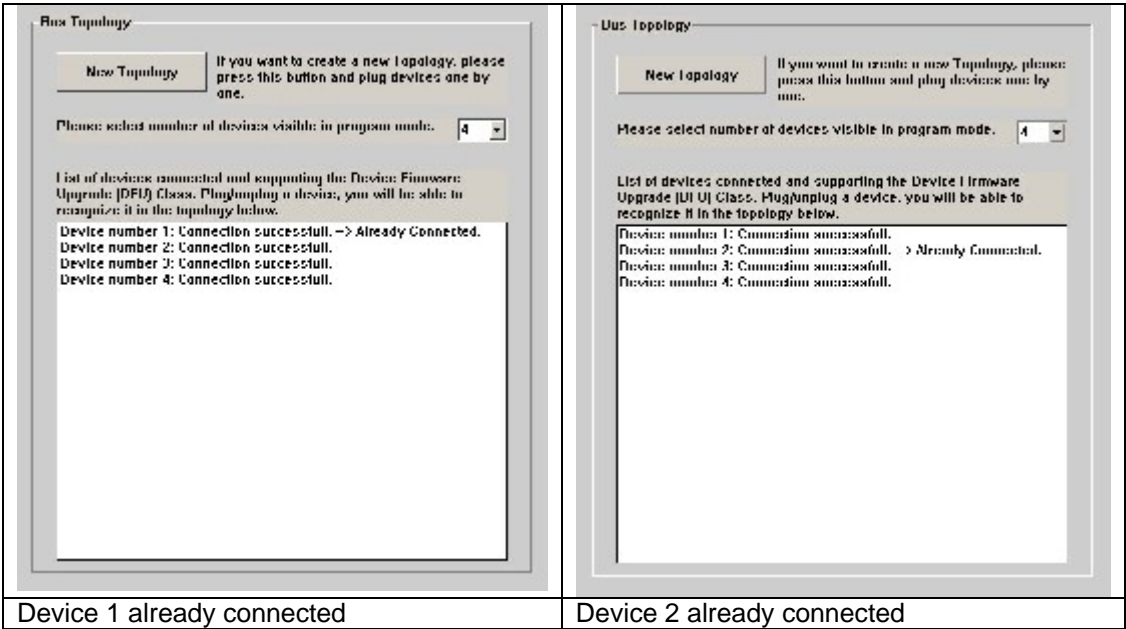 Bus Topology
New Topology
If you want to create a new Topology, please
press this button and plug devices one by
one.
Please select number of devices visible in program mode.
4
List of devices connected and supporting the Device Firmware
Upgrade (DFU) Class. Plug/unplug a device, you will be able to
recognize it in the topology below.
Device number 1: Connection successfull. --> Already Connected.
Device number 2: Connection successfull.
Device number 3: Connection successfull.
Device number 4: Connection successfull.
Device 1 already connected
Bus Topology
New Topology
If you want to create a new Topology, please
press this button and plug devices one by
one.
Please select number of devices visible in program mode.
4
List of devices connected and supporting the Device Firmware
Upgrade (DFU) Class. Plug/unplug a device, you will be able to
recognize it in the topology below.
Device number 1: Connection successfull.
Device number 2: Connection successfull. --> Already Connected.
Device number 3: Connection successfull.
Device number 4: Connection successfull.
Device 2 already connected